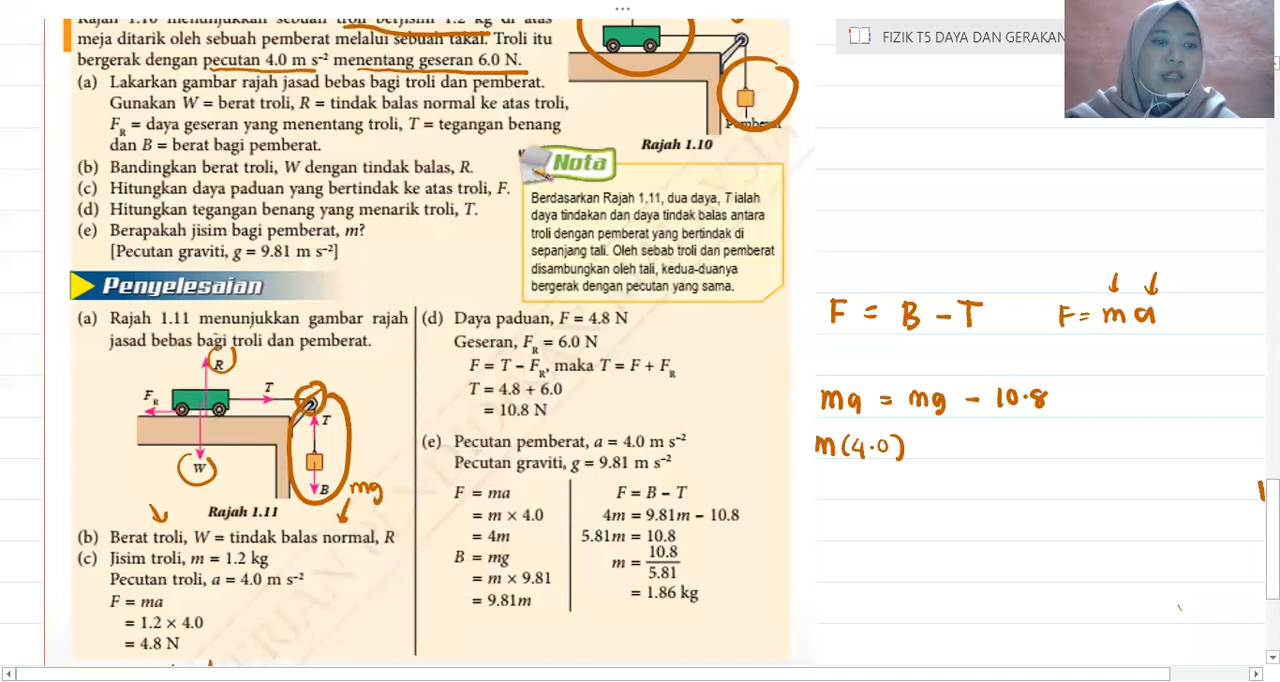 Rajah 1.10 menunjukkan sebuah troli berjisim 1.2 kg di atas
meja ditarik oleh sebuah pemberat melalui sebuah takal. Troli itu
bergerak dengan pecutan 4.0 m s⁻² menentang geseran 6.0 N.
(a) Lakarkan gambar rajah jasad bebas bagi troli dan pemberat.
Gunakan W = berat troli, R = tindak balas normal ke atas troli,
F_R = daya geseran yang menentang troli, T = tegangan benang
dan B = berat bagi pemberat.
(b) Bandingkan berat troli, W dengan tindak balas, R.
(c) Hitungkan daya paduan yang bertindak ke atas troli, F.
(d) Hitungkan tegangan benang yang menarik troli, T.
(e) Berapakah jisim bagi pemberat, m?
[Pecutan graviti, g = 9.81 m s⁻²]
Pemberat
Rajah 1.10
Nota
Berdasarkan Rajah 1.11, dua daya, T ialah
daya tindakan dan daya tindak balas antara
troli dengan pemberat yang bertindak di
sepanjang tali. Oleh sebab troli dan pemberat
disambungkan oleh tali, kedua-duanya
bergerak dengan pecutan yang sama.
Penyelesaian
(a) Rajah 1.11 menunjukkan gambar rajah
jasad bebas bagi troli dan pemberat.
R
F_R
T
T
W
B
mg
Rajah 1.11
(b) Berat troli, W = tindak balas normal, R
(c) Jisim troli, m = 1.2 kg
Pecutan troli, a = 4.0 m s⁻²
F = ma
= 1.2 × 4.0
= 4.8 N
(d) Daya paduan, F = 4.8 N
Geseran, F_R = 6.0 N
F = T – F_R, maka T = F + F_R
T = 4.8 + 6.0
= 10.8 N
(e) Pecutan pemberat, a = 4.0 m s⁻²
Pecutan graviti, g = 9.81 m s⁻²
F = ma
= m × 4.0
= 4m
B = mg
= m × 9.81
= 9.81m
F = B – T
4m = 9.81m – 10.8
5.81m = 10.8
m = 10.8/5.81
= 1.86 kg
FIZIK T5 DAYA DAN GERAKAN
F = B - T
F = ma
ma = mg - 10.8
m(4.0)